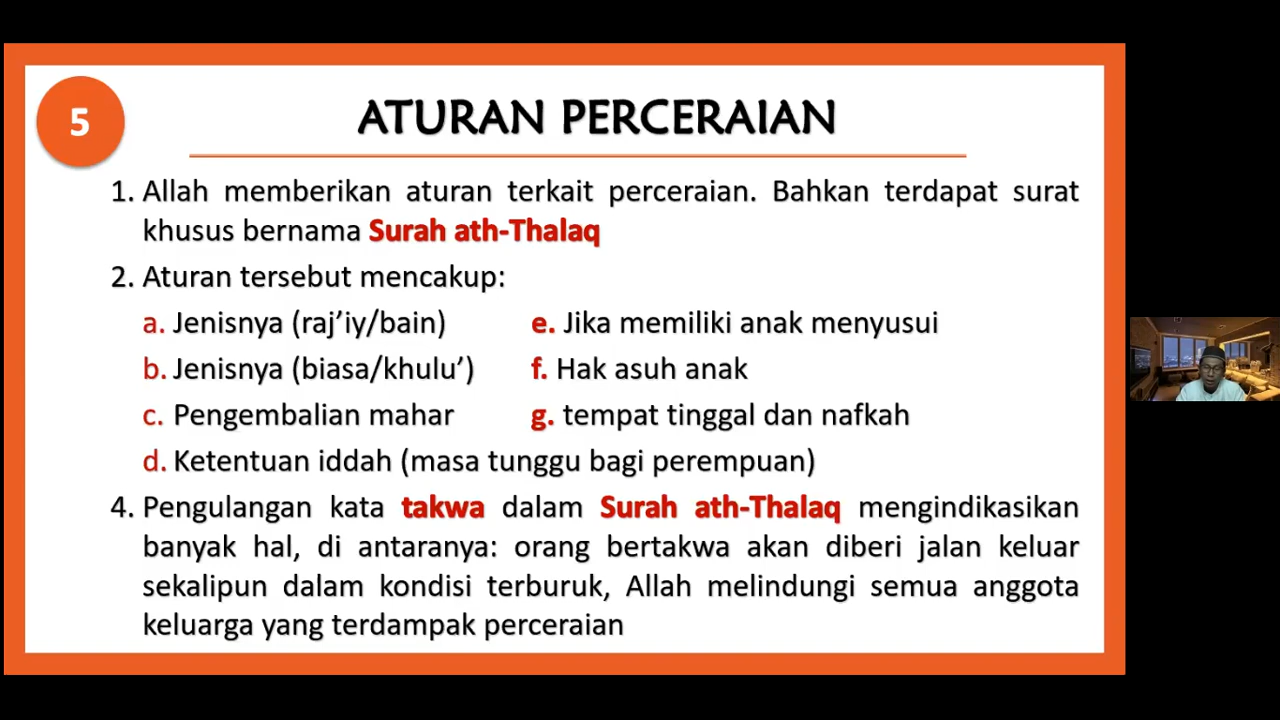 5
ATURAN PERCERAIAN
1. Allah memberikan aturan terkait perceraian. Bahkan terdapat surat
khusus bernama Surah ath-Thalaq
2. Aturan tersebut mencakup:
a. Jenisnya (raj’iy/bain)
b. Jenisnya (biasa/khulu’)
c. Pengembalian mahar
d. Ketentuan iddah (masa tunggu bagi perempuan)
e. Jika memiliki anak menyusui
f. Hak asuh anak
g. tempat tinggal dan nafkah
4. Pengulangan kata takwa dalam Surah ath-Thalaq mengindikasikan
banyak hal, di antaranya: orang bertakwa akan diberi jalan keluar
sekalipun dalam kondisi terburuk, Allah melindungi semua anggota
keluarga yang terdampak perceraian